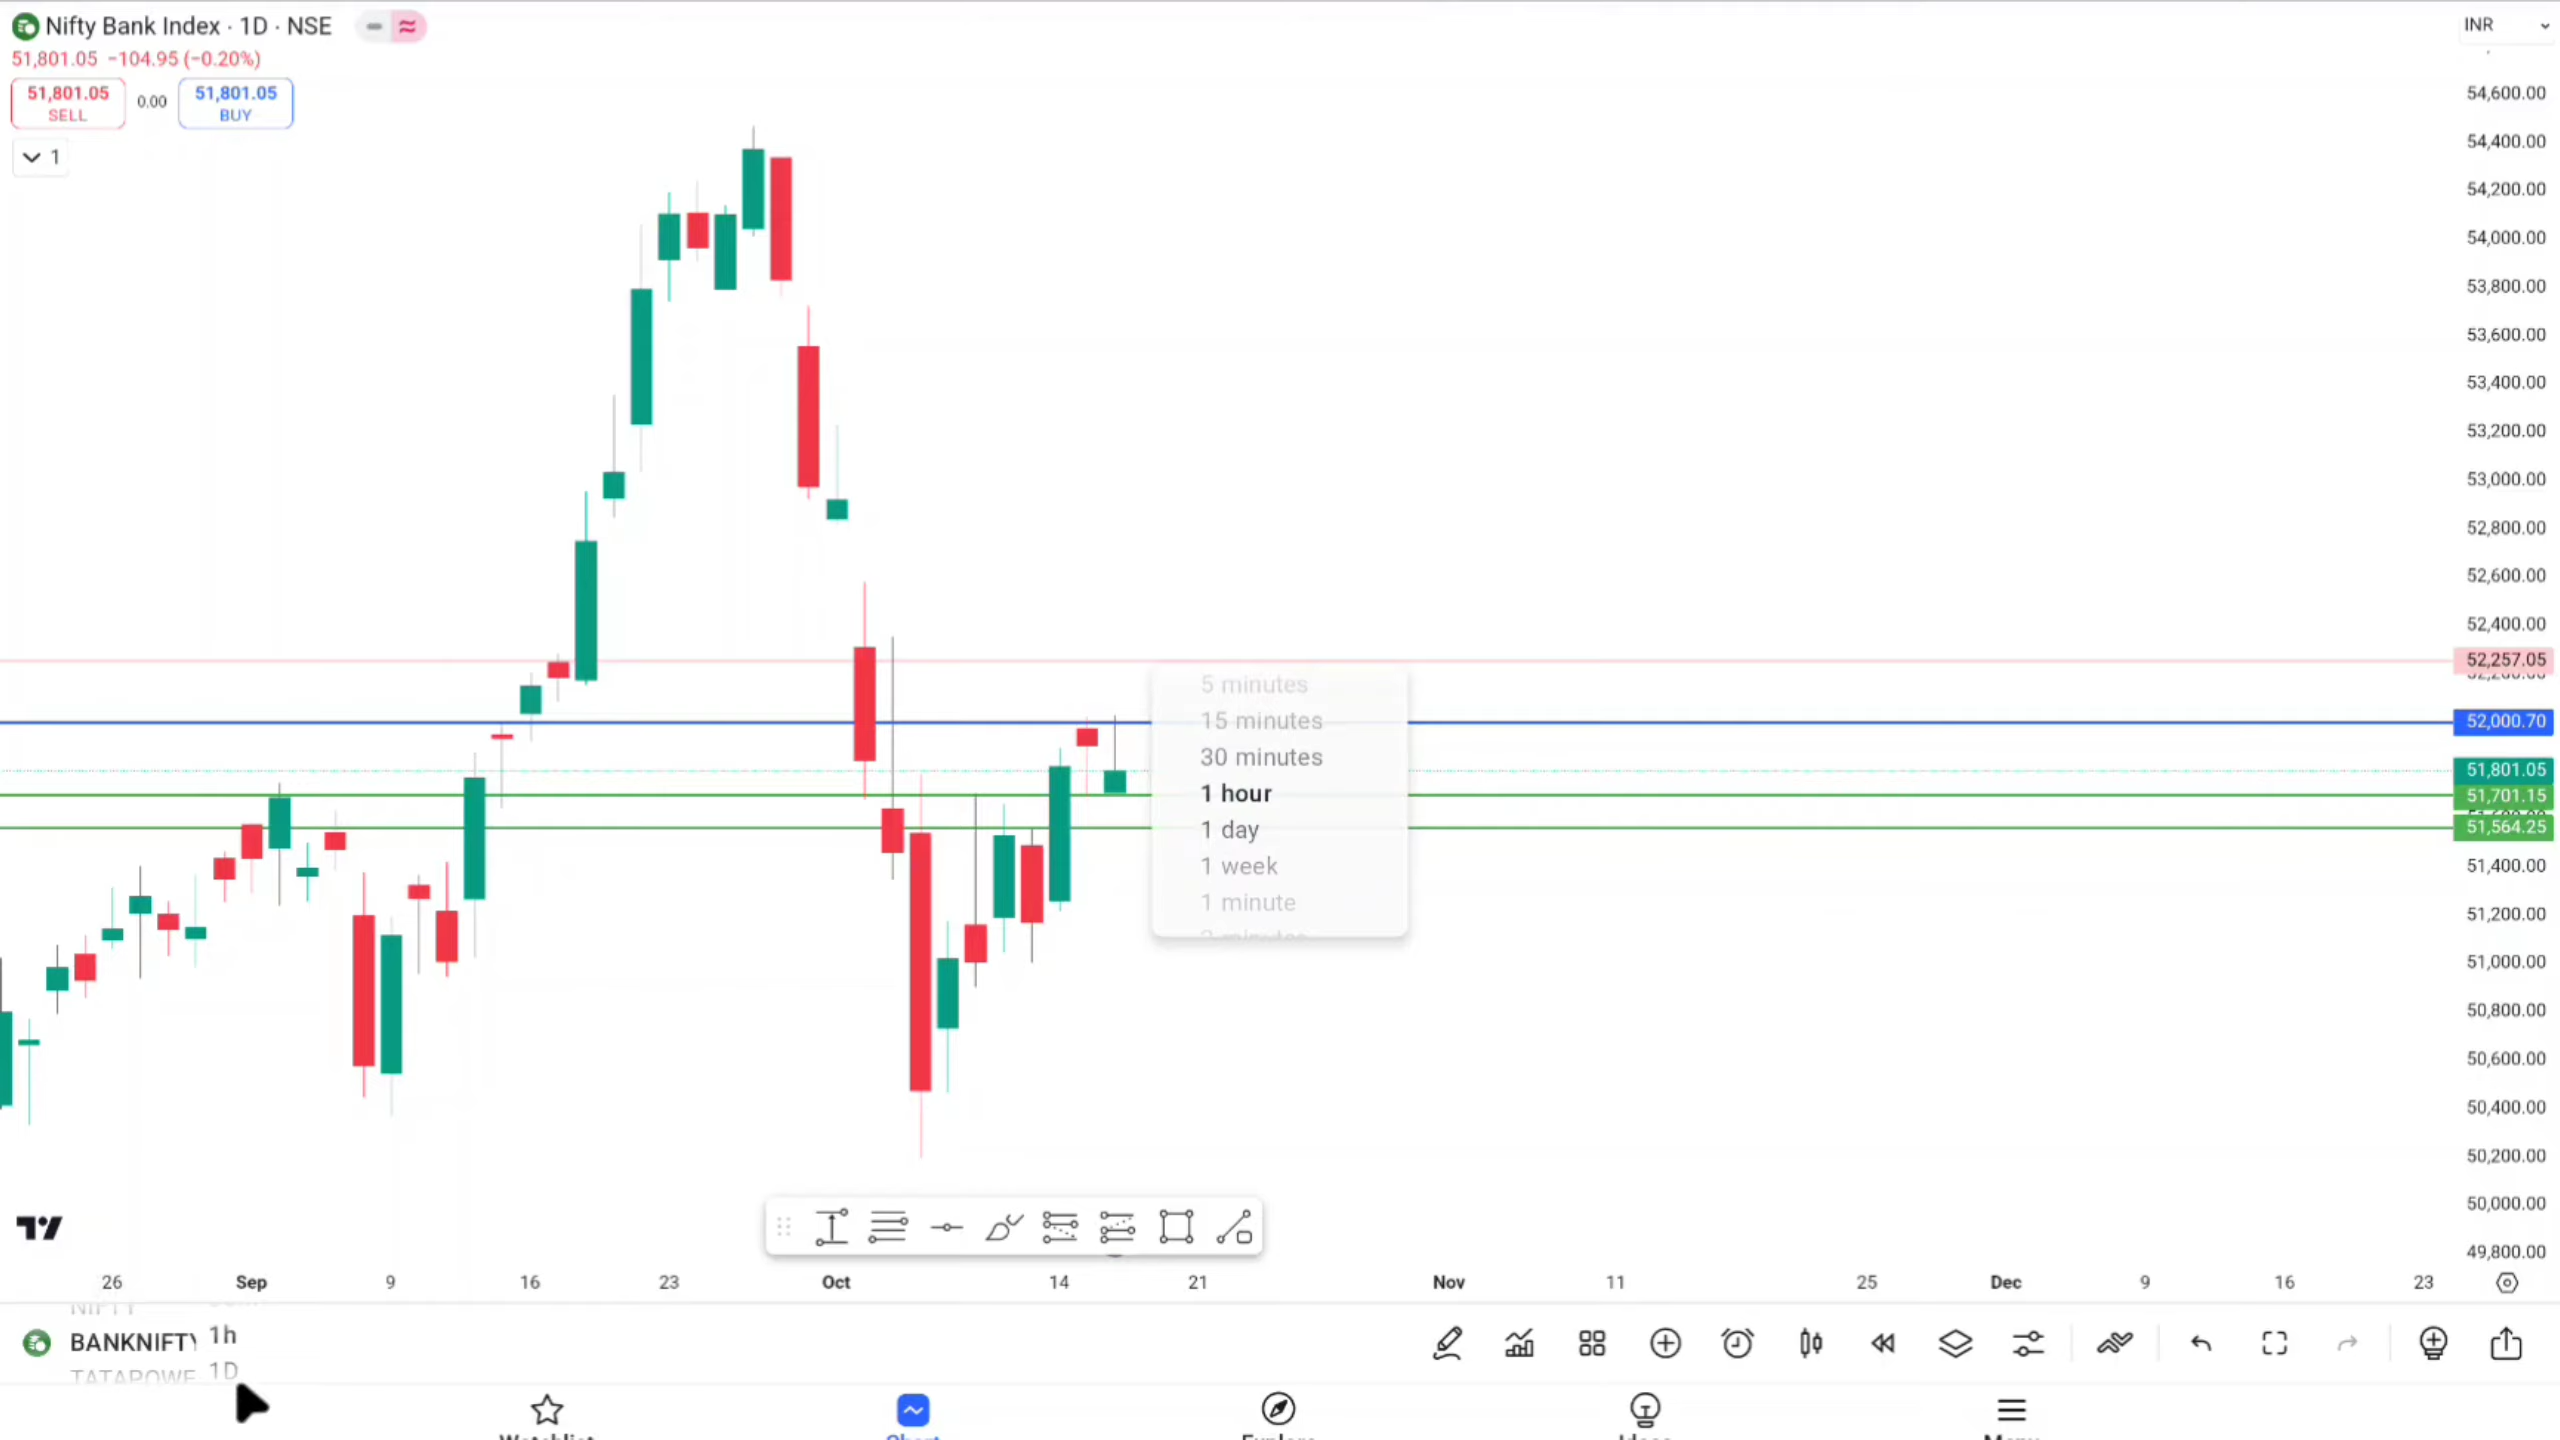 Nifty Bank Index · 1D · NSE
51,801.05 −104.95 (−0.20%)
51,801.05 SELL
0.00
51,801.05 BUY
1
INR
54,600.00
54,400.00
54,200.00
54,000.00
53,800.00
53,600.00
53,400.00
53,200.00
53,000.00
52,800.00
52,600.00
52,400.00
52,257.05
52,000.70
51,801.05
51,701.15
51,564.25
51,400.00
51,200.00
51,000.00
50,800.00
50,600.00
50,400.00
50,200.00
50,000.00
49,800.00
5 minutes
15 minutes
30 minutes
1 hour
1 day
1 week
1 minute
26 Sep 9 16 23 Oct 14 21 Nov 11 25 Dec 9 16 23
NIFTY
BANKNIFTY 1h
TATAPOWE 1D
Watchlist Chart Explore Ideas Menu